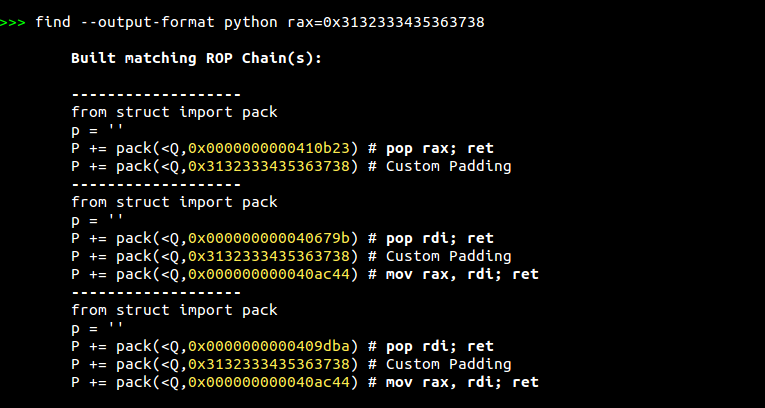 >>> find --output-format python rax=0x3132333435363738
Built matching ROP Chain(s):
-------------------
from struct import pack
p = ''
P += pack(<Q,0x0000000000410b23) # pop rax; ret
P += pack(<Q,0x3132333435363738) # Custom Padding
-------------------
from struct import pack
p = ''
P += pack(<Q,0x000000000040679b) # pop rdi; ret
P += pack(<Q,0x3132333435363738) # Custom Padding
P += pack(<Q,0x000000000040ac44) # mov rax, rdi; ret
-------------------
from struct import pack
p = ''
P += pack(<Q,0x0000000000409dba) # pop rdi; ret
P += pack(<Q,0x3132333435363738) # Custom Padding
P += pack(<Q,0x000000000040ac44) # mov rax, rdi; ret